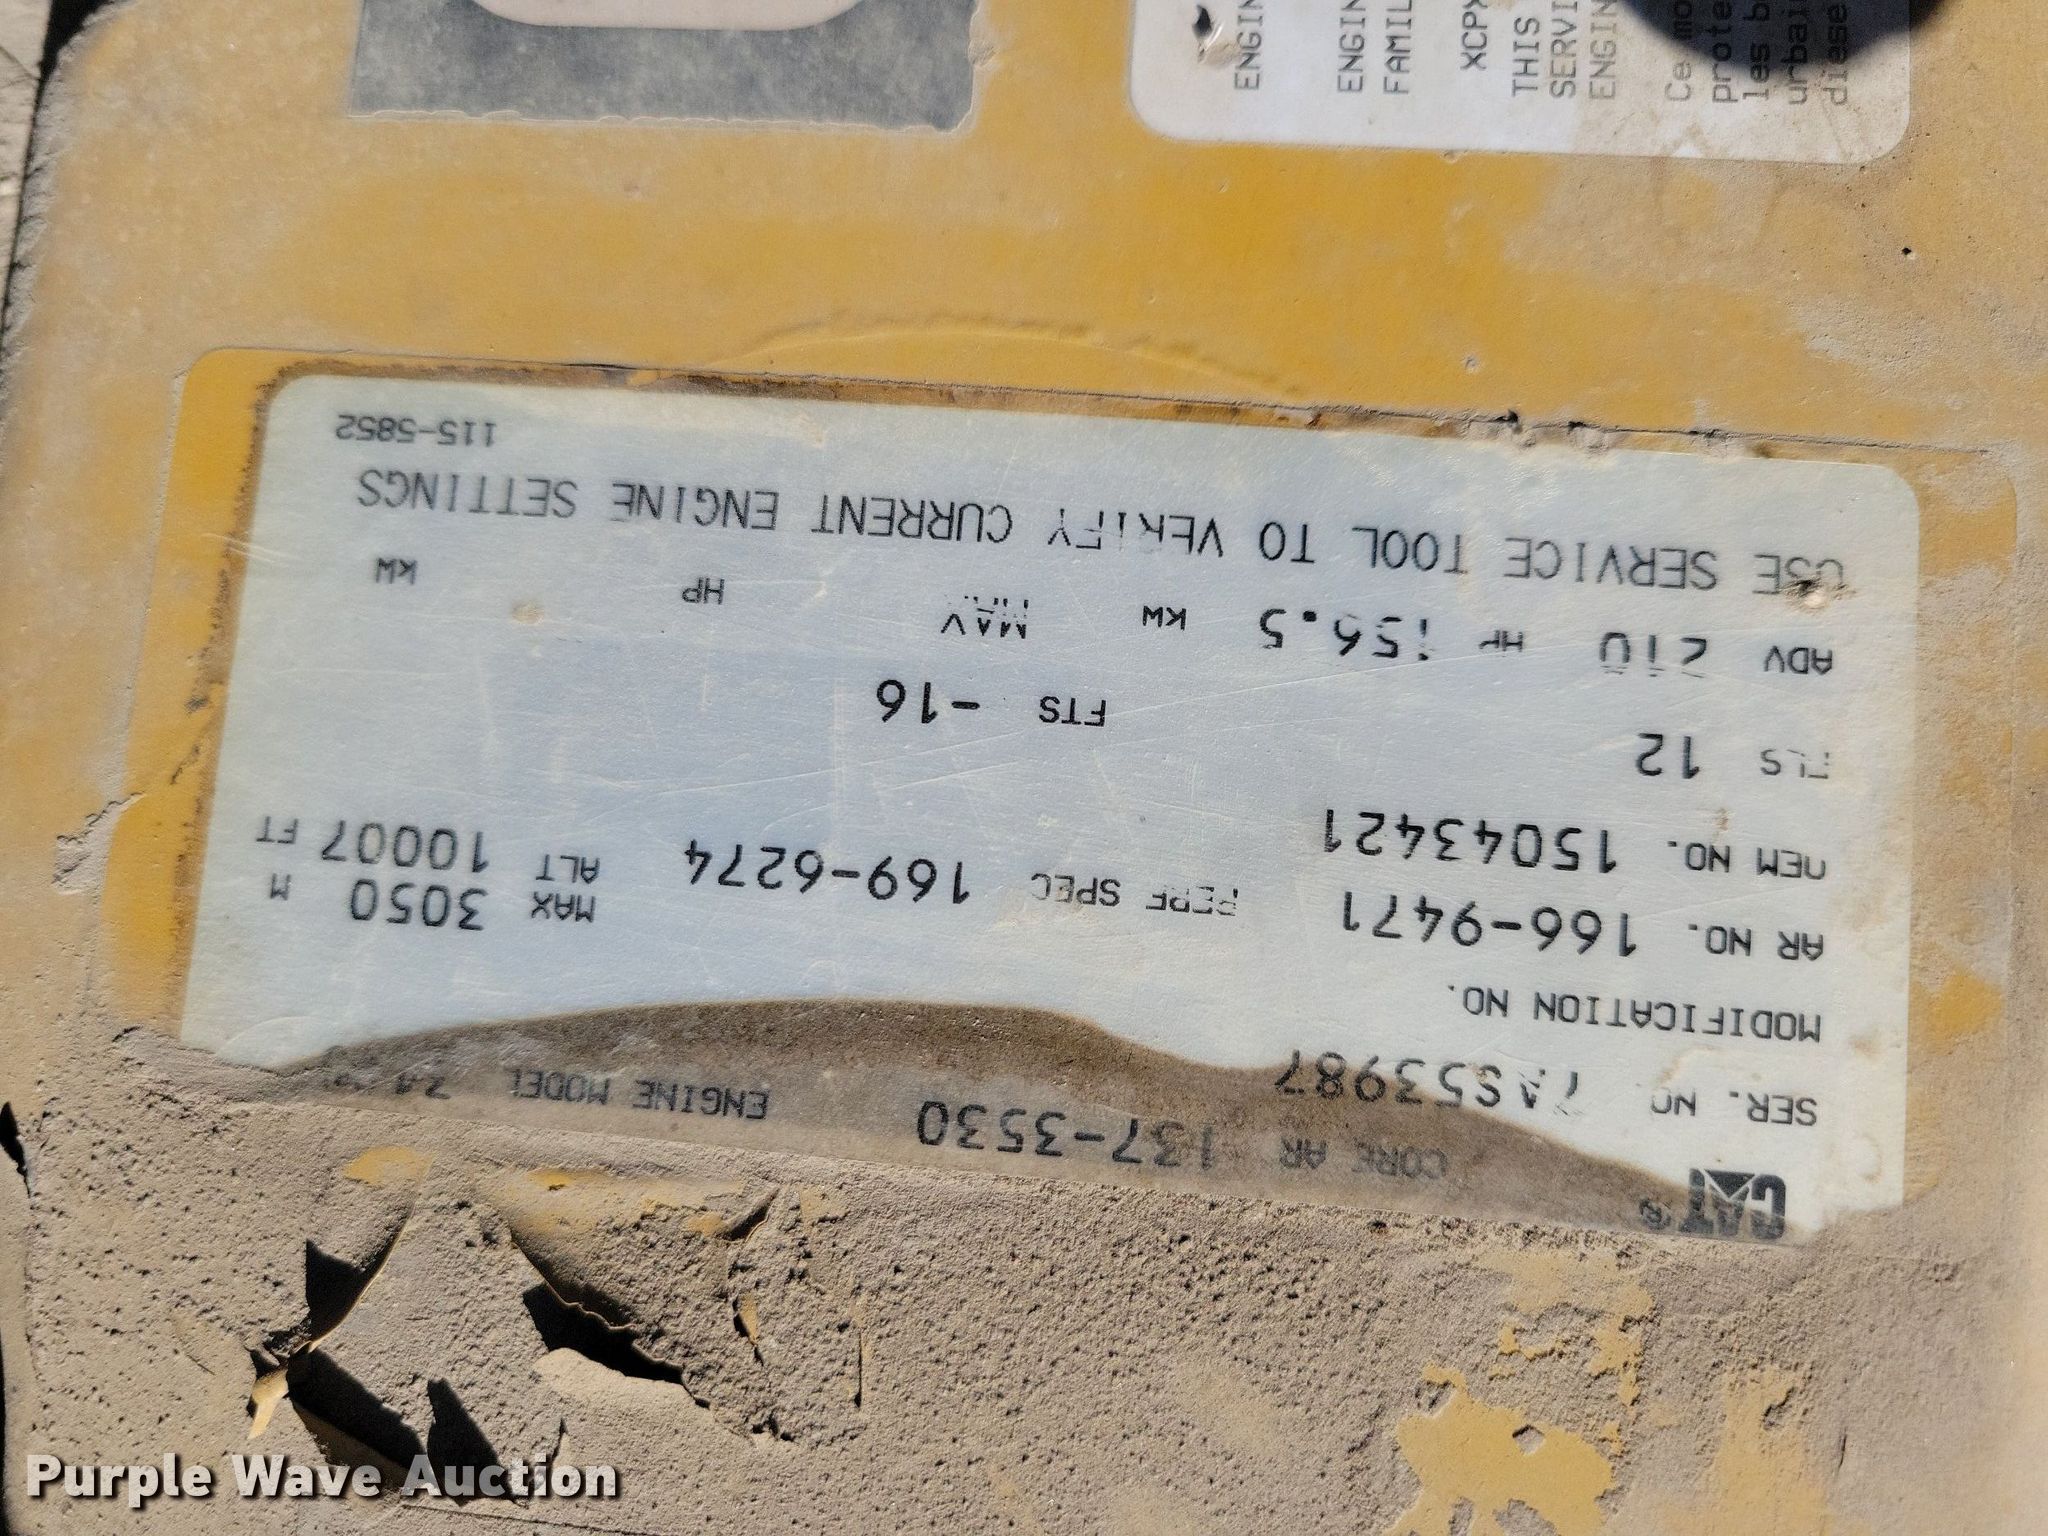 CAT®
CORE AR 137-3530 ENGINE MODEL
SER. NO. 7AS53987
MODIFICATION NO.
AR NO. 166-9471 PERF SPEC 169-6274 MAX ALT 3050 M
OEM NO. 15043421 10007 FT
FLS 12 FTS -16
ADV 210 HP 156.5 KW MAX HP KW
USE SERVICE TOOL TO VERIFY CURRENT ENGINE SETTINGS
115-5852
ENGIN
ENGIN
FAMIL
XCPX
THIS
SERVI
ENGIN
Ce mo
prote
les b
urbai
diese
Purple Wave Auction